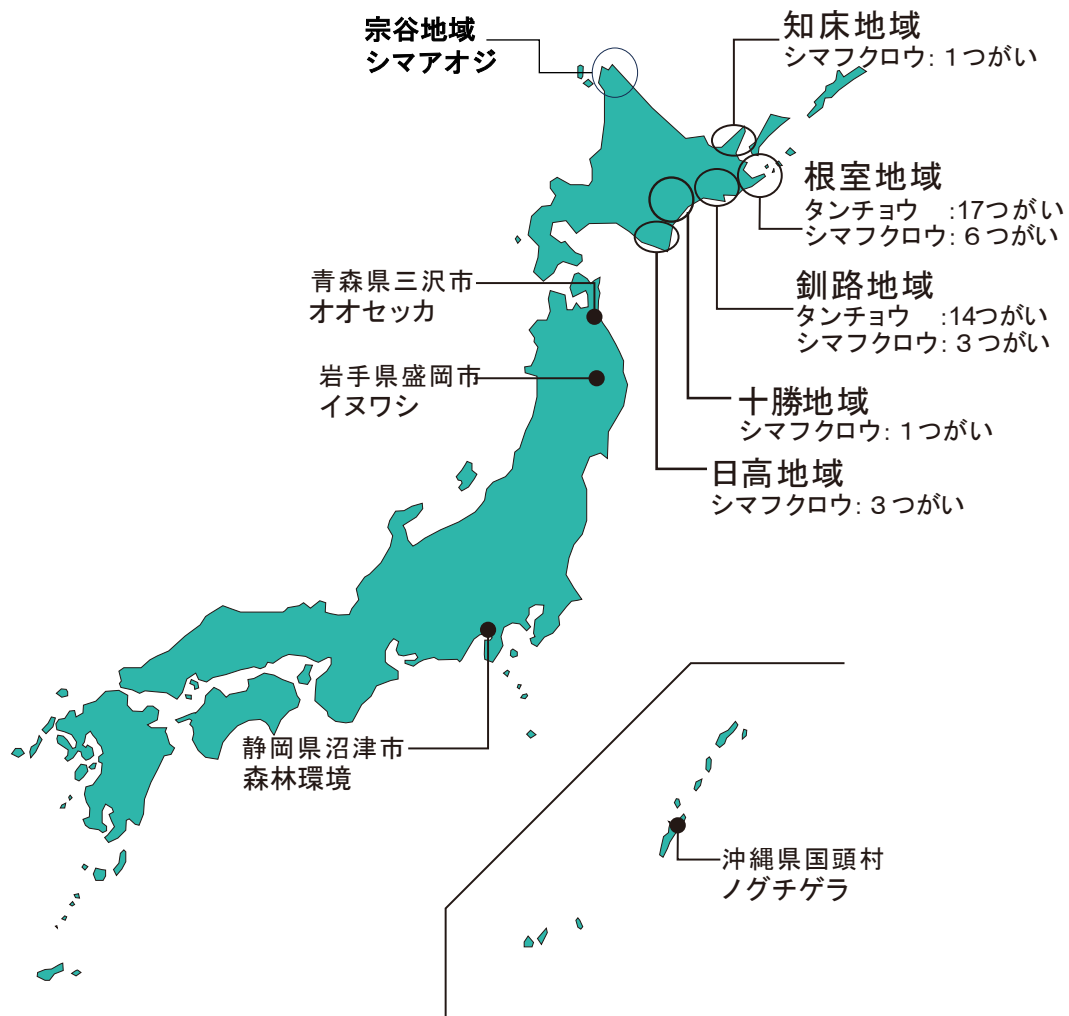 宗谷地域
シマアオジ
知床地域
シマフクロウ: 1つがい
根室地域
タンチョウ :17つがい
シマフクロウ: 6つがい
釧路地域
タンチョウ :14つがい
シマフクロウ: 3つがい
十勝地域
シマフクロウ: 1つがい
日高地域
シマフクロウ: 3つがい
青森県三沢市
オオセッカ
岩手県盛岡市
イヌワシ
静岡県沼津市
森林環境
沖縄県国頭村
ノグチゲラ